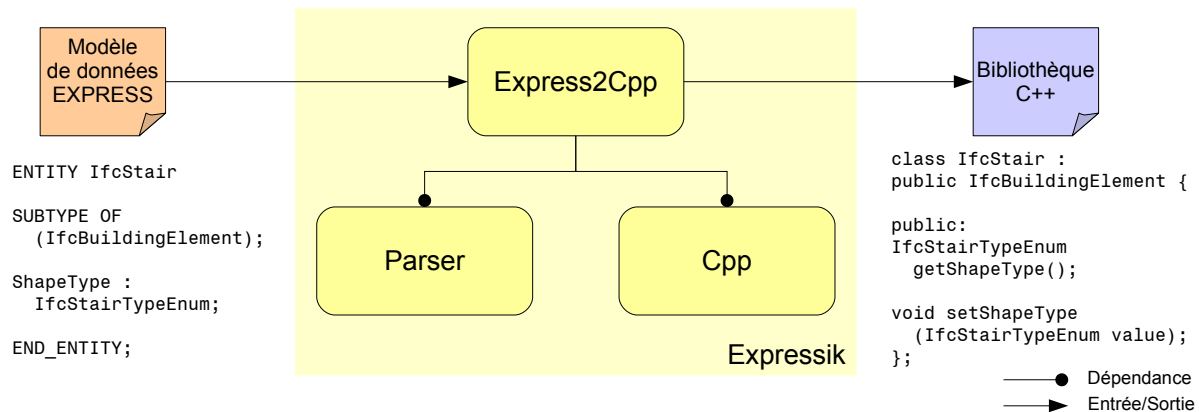 Modèle
de données
EXPRESS
ENTITY IfcStair
SUBTYPE OF
(IfcBuildingElement);
ShapeType :
IfcStairTypeEnum;
END_ENTITY;
Express2Cpp
Parser
Cpp
Expressik
Bibliothèque
C++
class IfcStair :
public IfcBuildingElement {
public:
IfcStairTypeEnum
getShapeType();
void setShapeType
(IfcStairTypeEnum value);
};
Dépendance
Entrée/Sortie